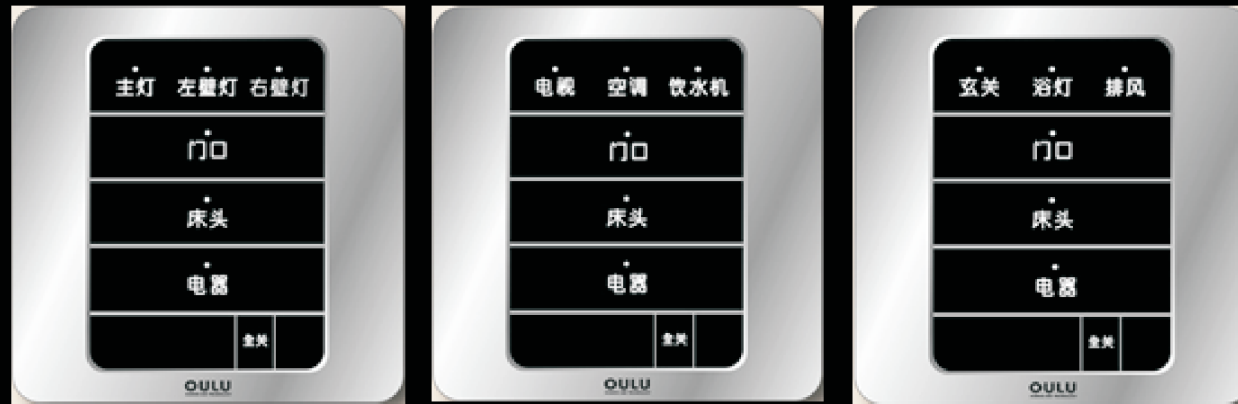 主灯 左壁灯 右壁灯
门口
床头
电器
全关
OULU
电视 空调 饮水机
门口
床头
电器
全关
OULU
玄关 浴灯 排风
门口
床头
电器
全关
OULU